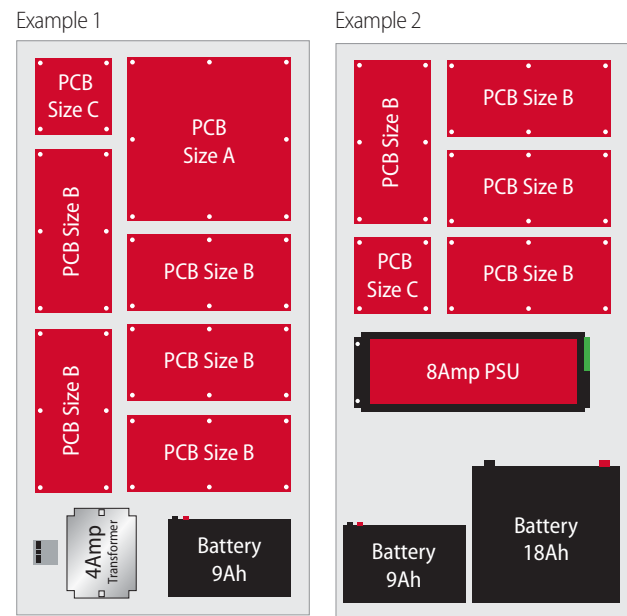 Example 1
PCB
Size C
PCB
Size A
PCB Size B
PCB Size B
PCB Size B
PCB Size B
PCB Size B
4Amp
Transformer
Battery
9Ah
Example 2
PCB Size B
PCB Size B
PCB Size B
PCB
Size C
PCB Size B
8Amp PSU
Battery
9Ah
Battery
18Ah